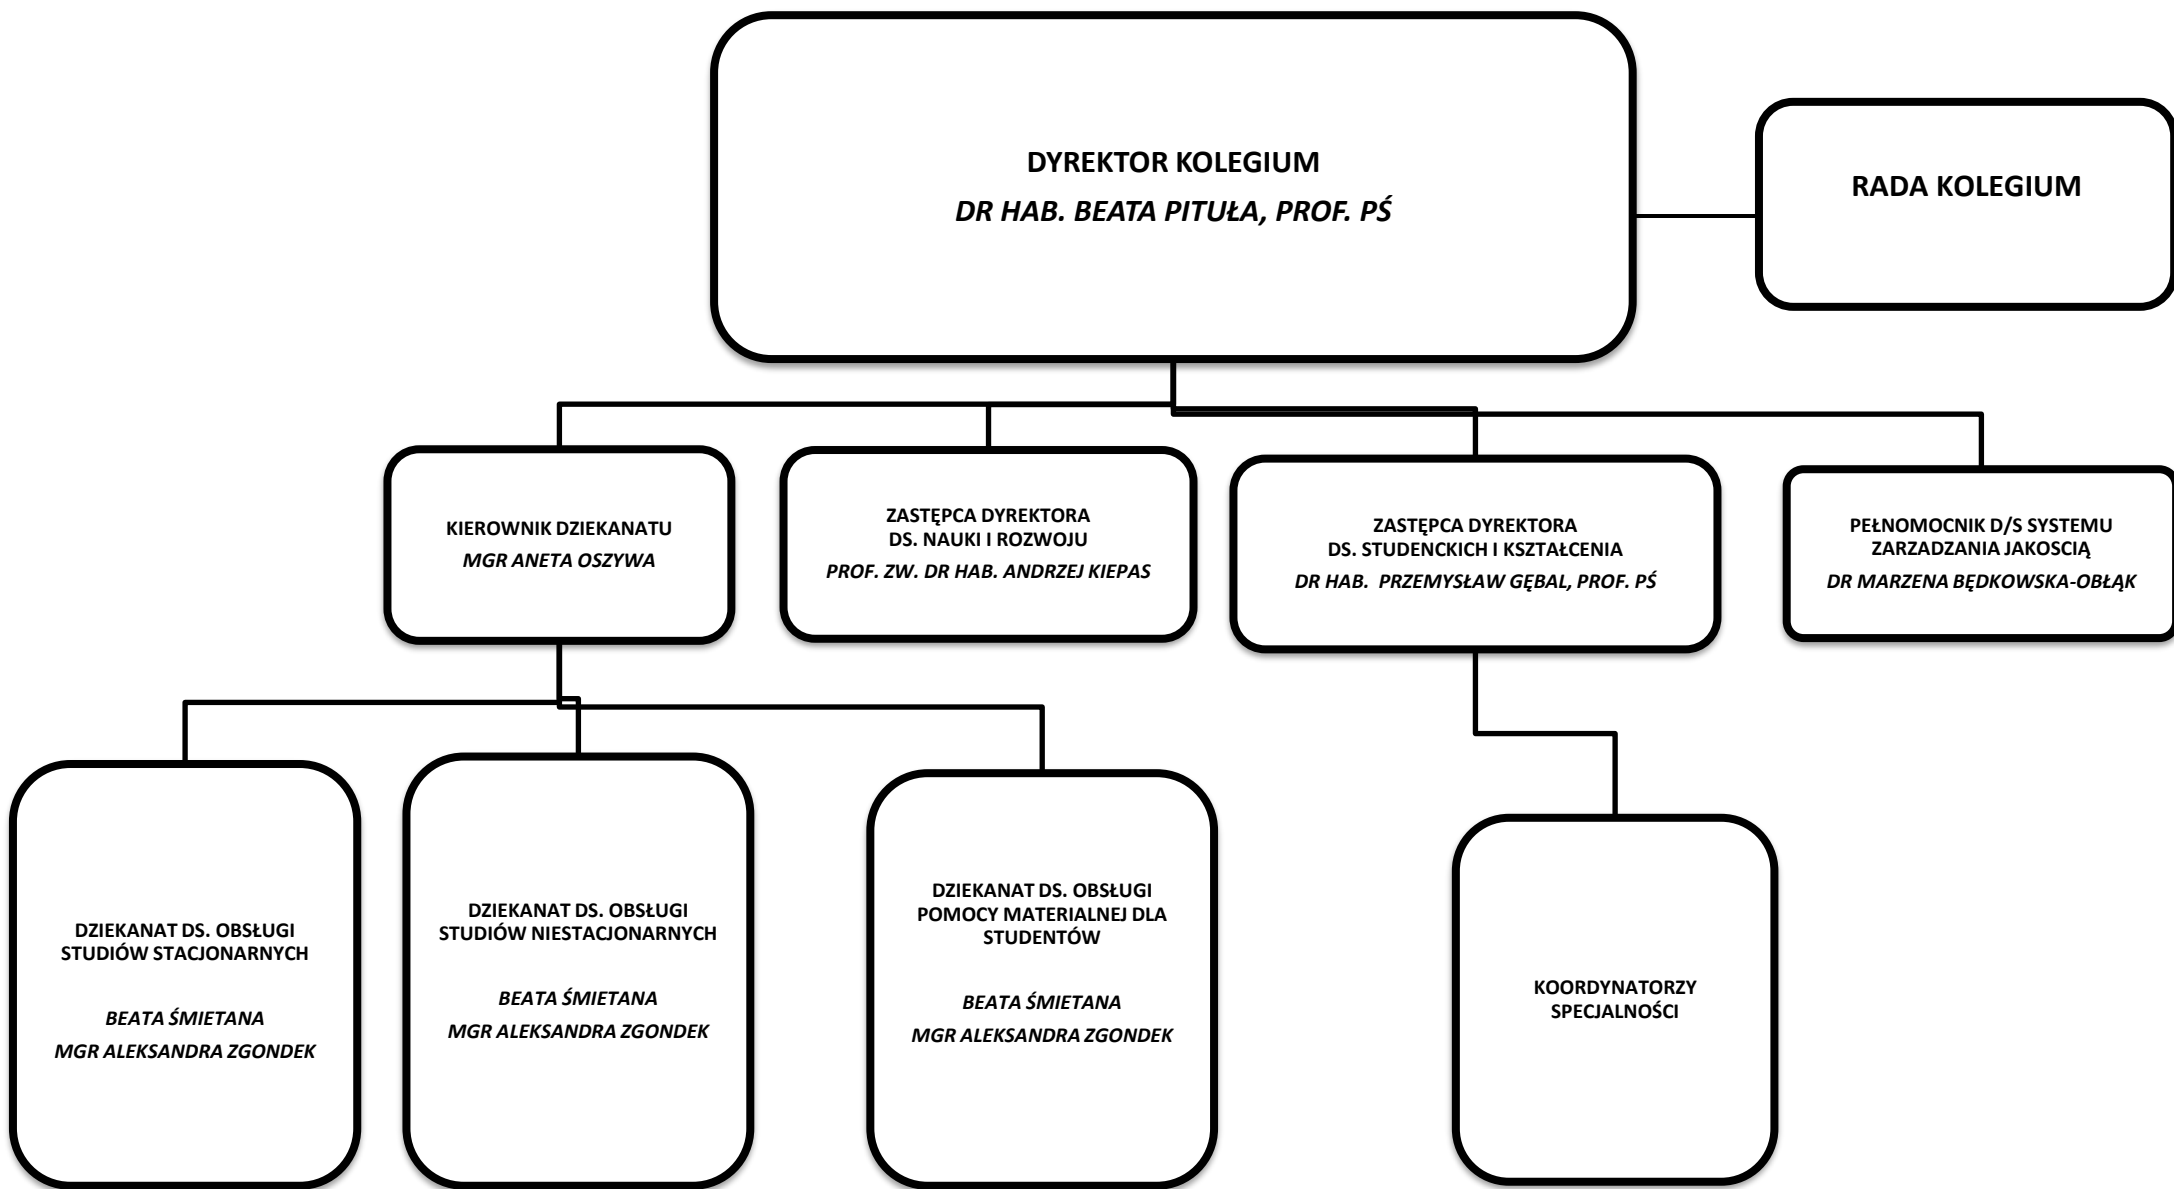 DYREKTOR KOLEGIUM
DR HAB. BEATA PITUŁA, PROF. PŚ
RADA KOLEGIUM
KIEROWNIK DZIEKANATU
MGR ANETA OSZYWA
ZASTĘPCA DYREKTORA
DS. NAUKI I ROZWOJU
PROF. ZW. DR HAB. ANDRZEJ KIEPAS
ZASTĘPCA DYREKTORA
DS. STUDENCKICH I KSZTAŁCENIA
DR HAB. PRZEMYSŁAW GĘBAL, PROF. PŚ
PEŁNOMOCNIK D/S SYSTEMU
ZARZADZANIA JAKOSCIĄ
DR MARZENA BĘDKOWSKA-OBŁĄK
DZIEKANAT DS. OBSŁUGI
STUDIÓW STACJONARNYCH
BEATA ŚMIETANA
MGR ALEKSANDRA ZGONDEK
DZIEKANAT DS. OBSŁUGI
STUDIÓW NIESTACJONARNYCH
BEATA ŚMIETANA
MGR ALEKSANDRA ZGONDEK
DZIEKANAT DS. OBSŁUGI
POMOCY MATERIALNEJ DLA
STUDENTÓW
BEATA ŚMIETANA
MGR ALEKSANDRA ZGONDEK
KOORDYNATORZY
SPECJALNOŚCI